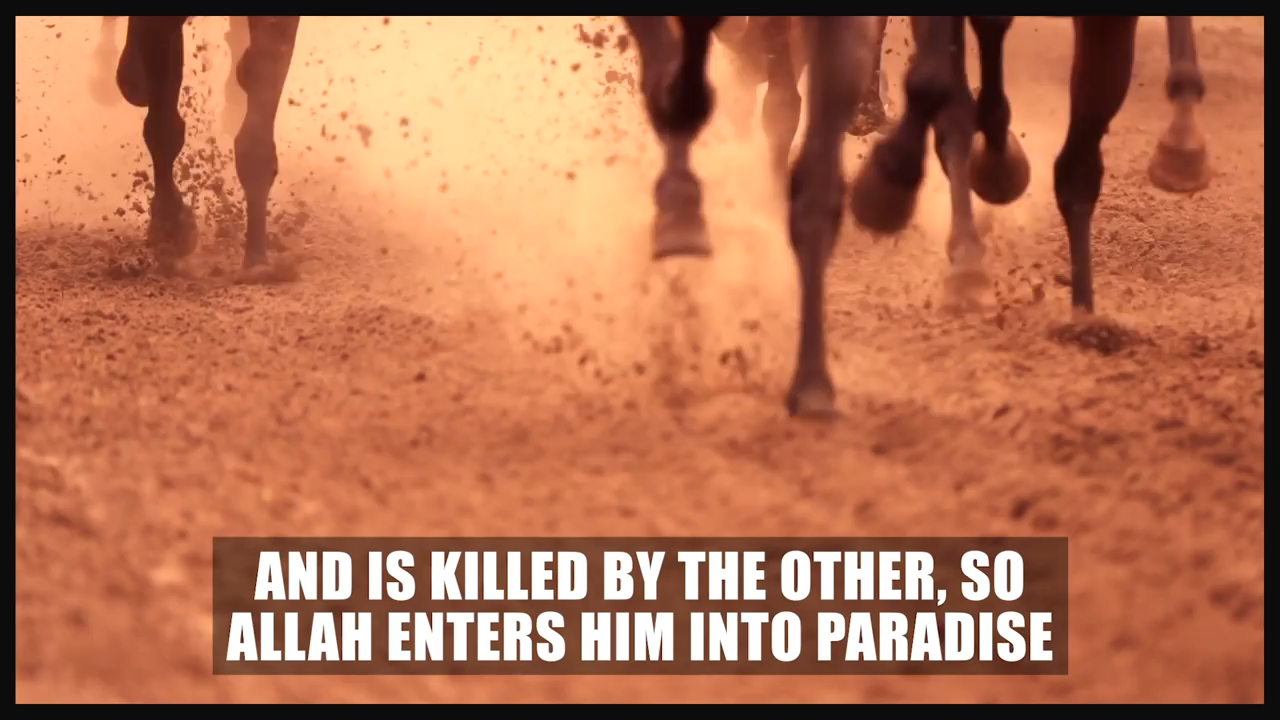 AND IS KILLED BY THE OTHER, SO
ALLAH ENTERS HIM INTO PARADISE